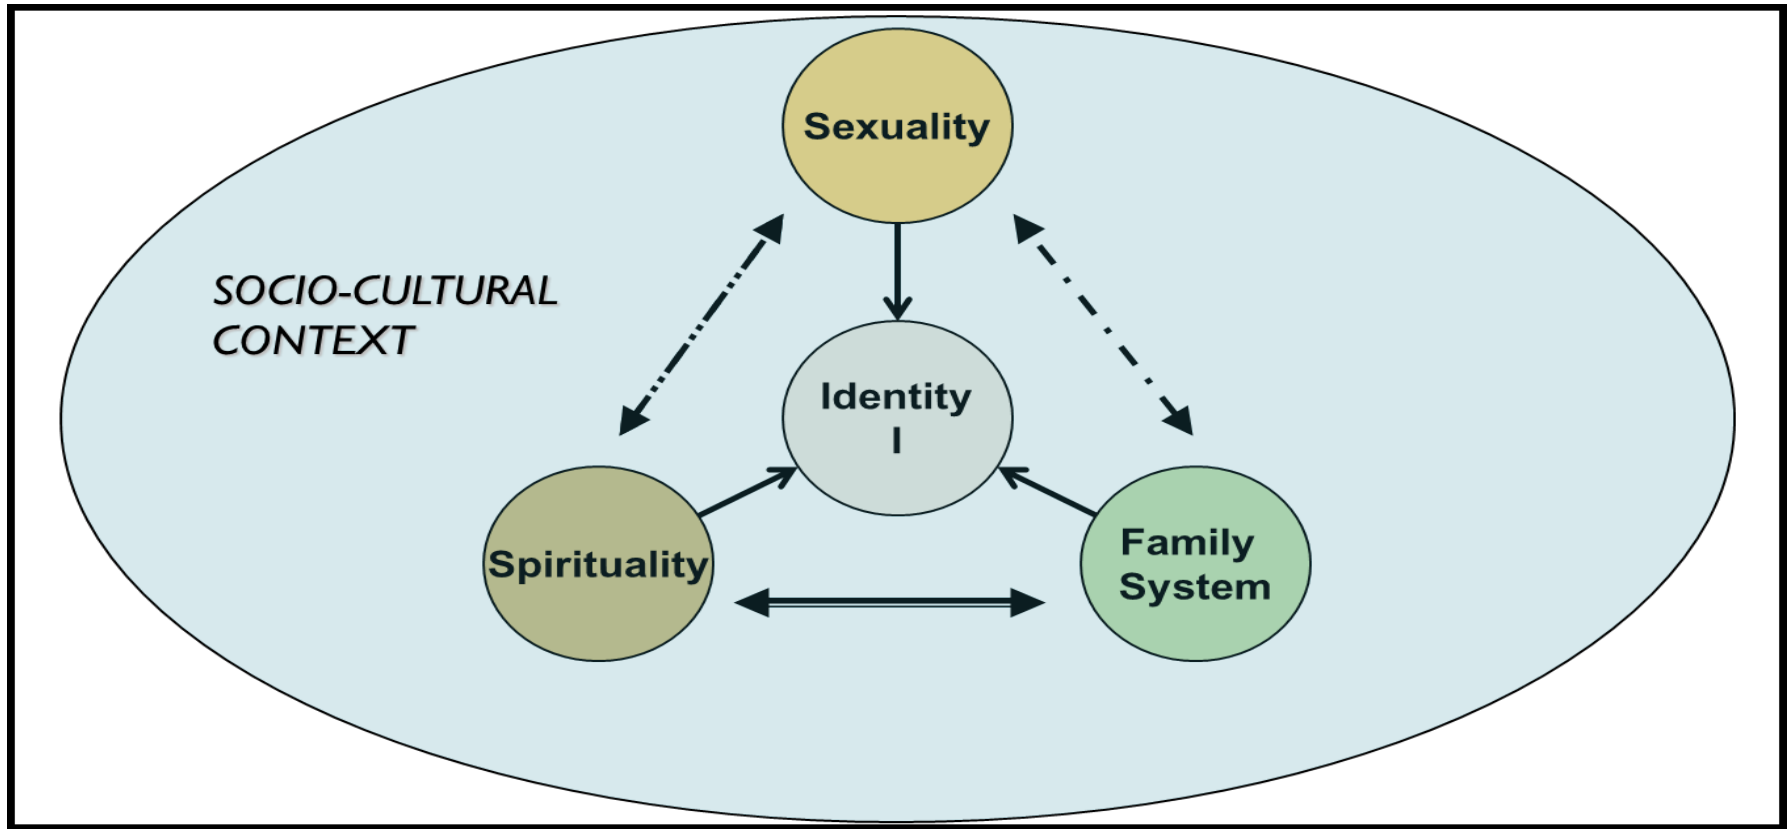 Sexuality
SOCIO-CULTURAL
CONTEXT
Identity
I
Spirituality
Family
System